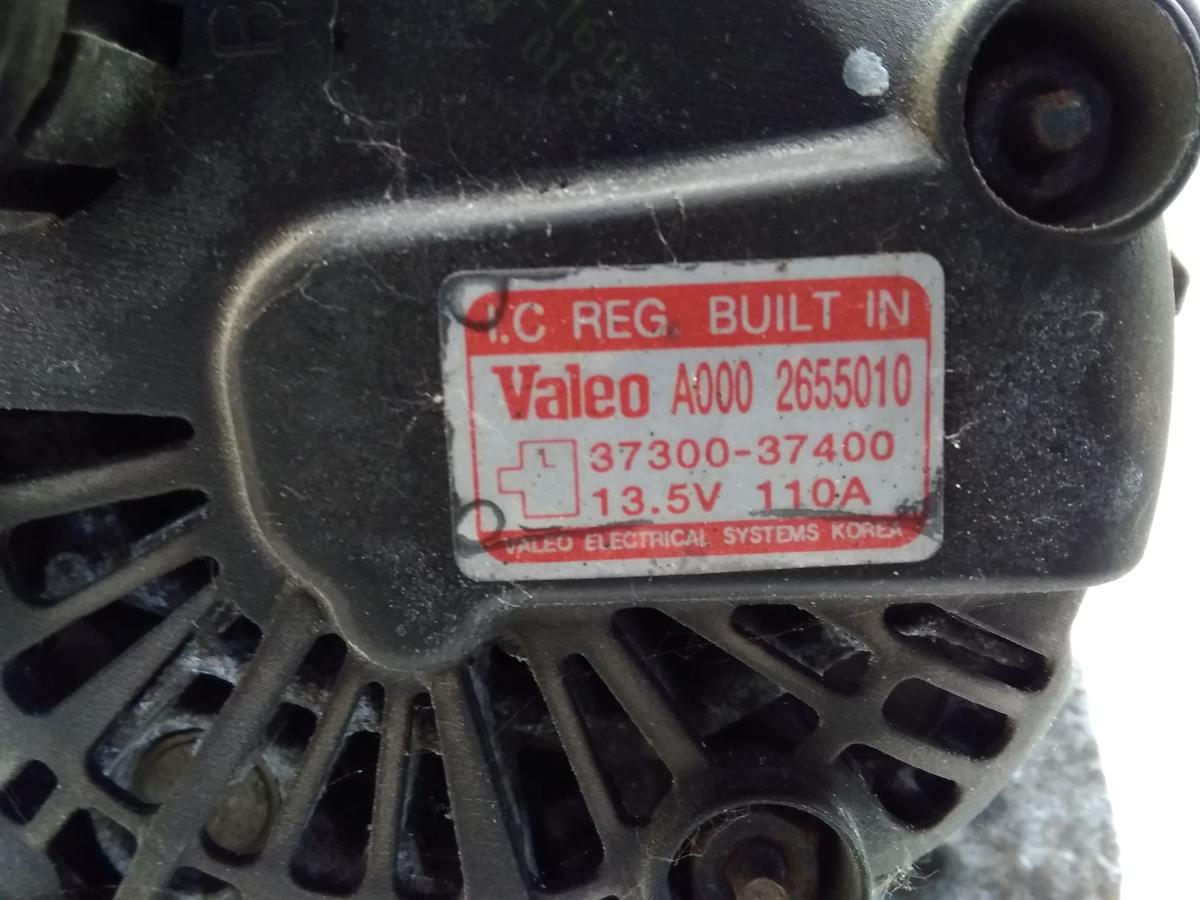 B
I.C REG. BUILT IN
Valeo A000 2655010
37300-37400
13.5V 110A
VALEO ELECTRICAL SYSTEMS KOREA